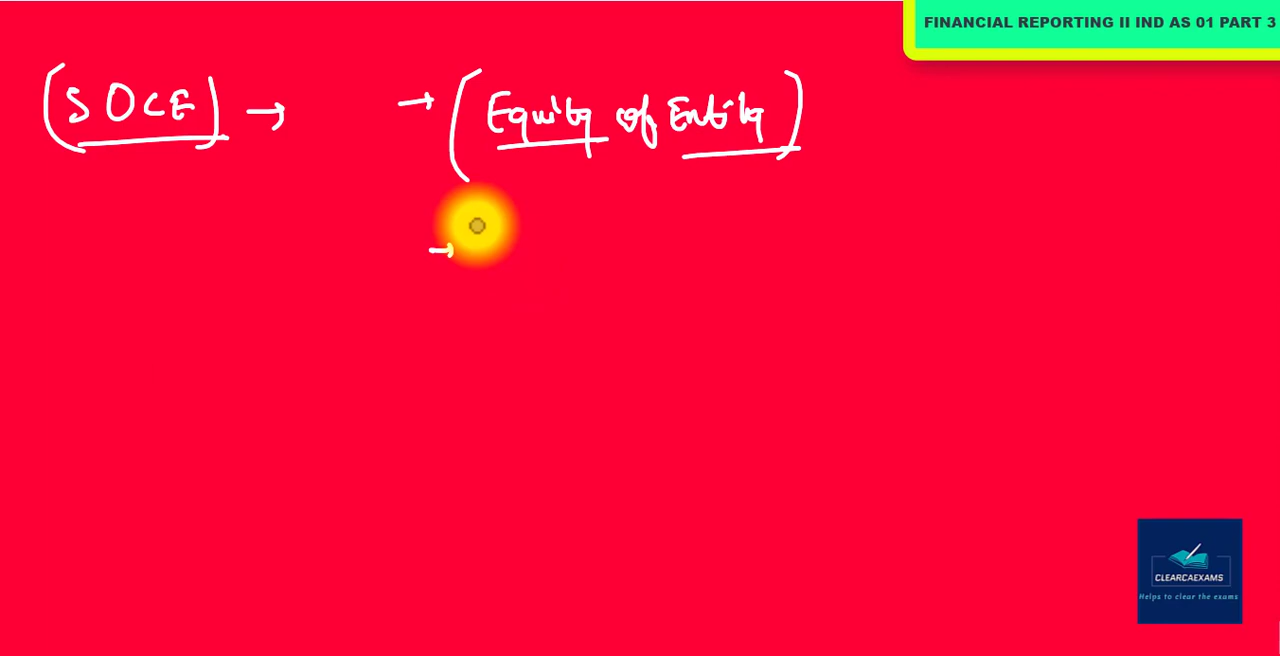 FINANCIAL REPORTING II IND AS 01 PART 3
(SOCE) → → (Equity of Entity)
→
CLEARCAEXAMS
Helps to clear the exams